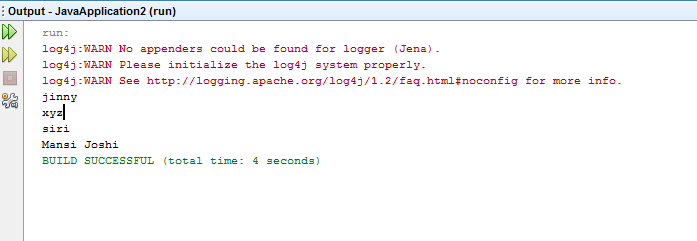 Output - JavaApplication2 (run)
run:
log4j:WARN No appenders could be found for logger (Jena).
log4j:WARN Please initialize the log4j system properly.
log4j:WARN See http://logging.apache.org/log4j/1.2/faq.html#noconfig for more info.
jinny
xyz
siri
Mansi Joshi
BUILD SUCCESSFUL (total time: 4 seconds)